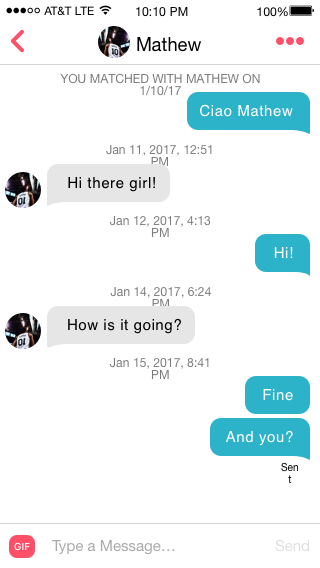 AT&T LTE 10:10 PM 100%
Mathew
YOU MATCHED WITH MATHEW ON
1/10/17
Ciao Mathew
Jan 11, 2017, 12:51
PM
Hi there girl!
Jan 12, 2017, 4:13
PM
Hi!
Jan 14, 2017, 6:24
PM
How is it going?
Jan 15, 2017, 8:41
PM
Fine
And you?
Sen
t
GIF Type a Message... Send